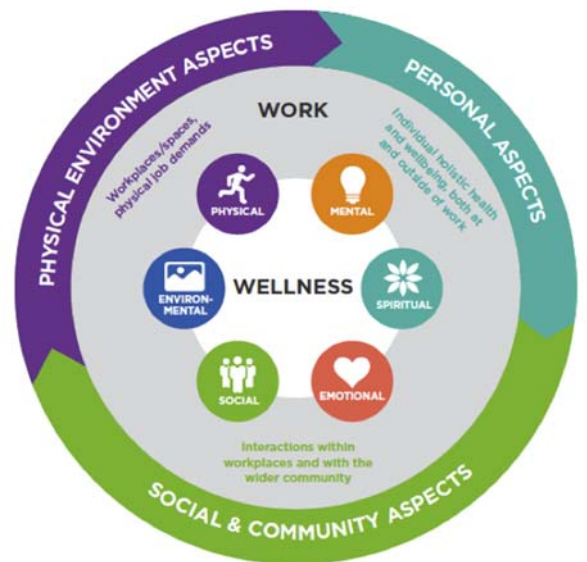 PHYSICAL ENVIRONMENT ASPECTS
PERSONAL ASPECTS
WORK
Workplaces/spaces,
physical job demands
Individual holistic health
and wellbeing, both at
and outside of work
PHYSICAL
MENTAL
ENVIRON-
MENTAL
WELLNESS
SPIRITUAL
SOCIAL
EMOTIONAL
Interactions within
workplaces and with the
wider community
SOCIAL & COMMUNITY ASPECTS